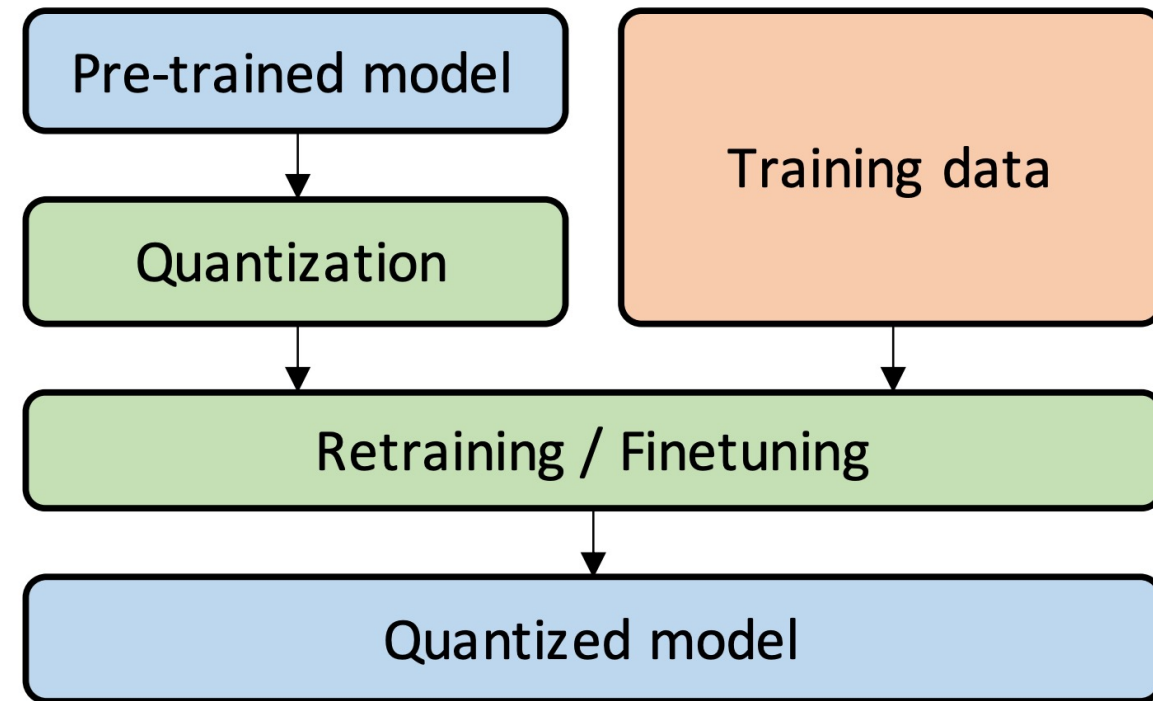 Pre-trained model
Training data
Quantization
Retraining / Finetuning
Quantized model